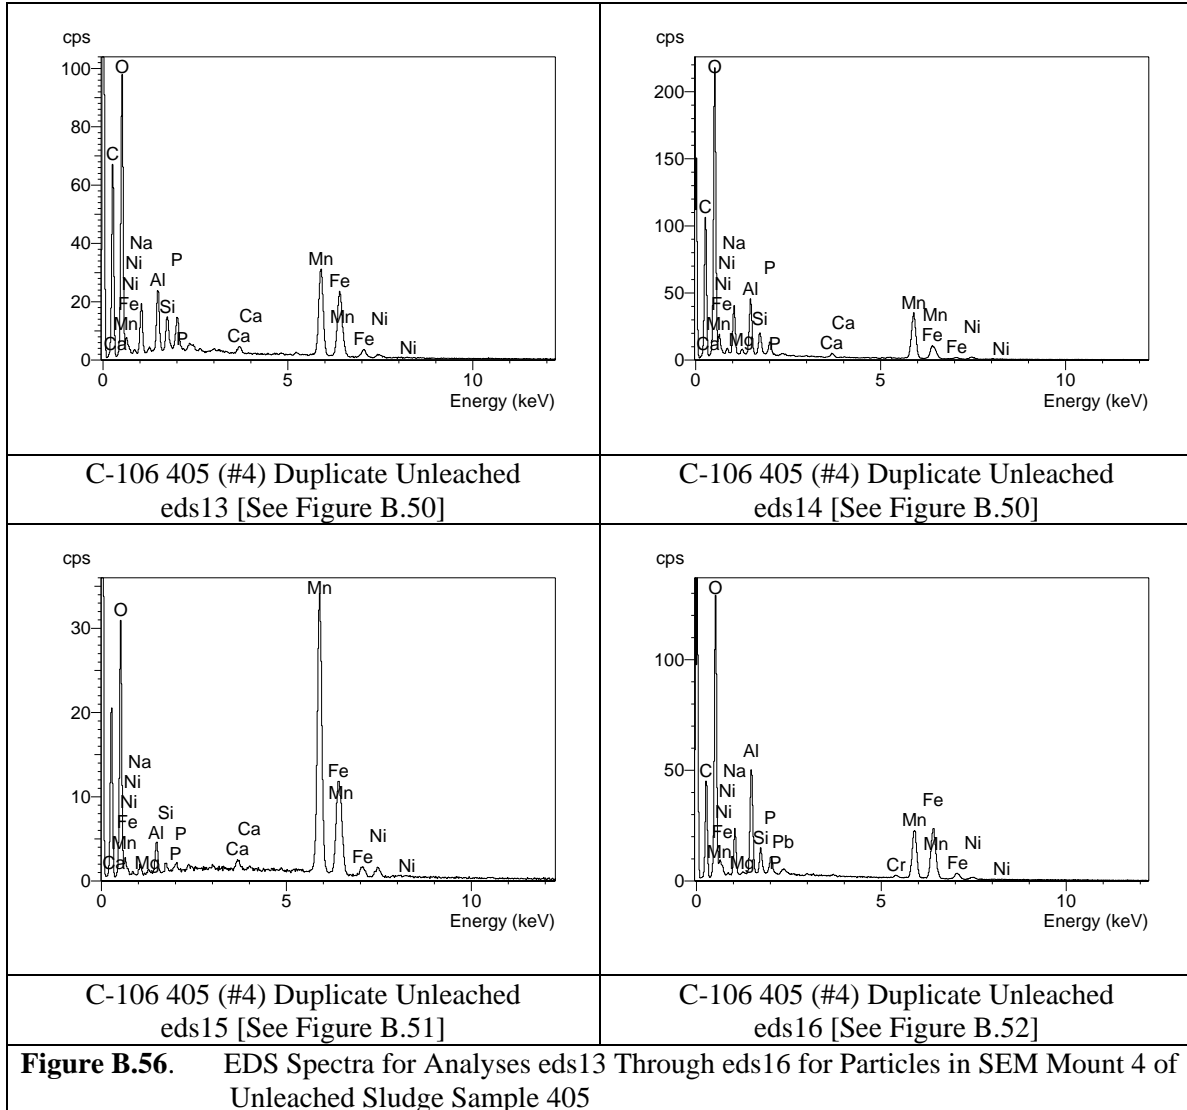 cps
100
80
60
40
20
0
O
C
Na
Ni
Ni
Fe
Mn
Ca
P
Al
Si
P
Ca
Ca
Mn
Fe
Mn
Ni
Fe
Ni
0 5 10
Energy (keV)
cps
200
150
100
50
0
O
C
Na
Ni
Ni
Fe
Mn
Ca
Mg
P
Al
Si
P
Ca
Ca
Mn
Mn
Fe
Ni
Fe
Ni
0 5 10
Energy (keV)
C-106 405 (#4) Duplicate Unleached
eds13 [See Figure B.50]
C-106 405 (#4) Duplicate Unleached
eds14 [See Figure B.50]
cps
30
20
10
0
O
Na
Ni
Ni
Fe
Mn
Ca
Mg
Si
Al
P
P
Ca
Ca
Mn
Fe
Mn
Ni
Fe
Ni
0 5 10
Energy (keV)
cps
100
50
0
O
C
Na
Ni
Ni
Fe
Mn
Mg
Al
P
Si
Pb
P
Cr
Fe
Mn
Mn
Ni
Fe
Ni
0 5 10
Energy (keV)
C-106 405 (#4) Duplicate Unleached
eds15 [See Figure B.51]
C-106 405 (#4) Duplicate Unleached
eds16 [See Figure B.52]
Figure B.56. EDS Spectra for Analyses eds13 Through eds16 for Particles in SEM Mount 4 of
Unleached Sludge Sample 405